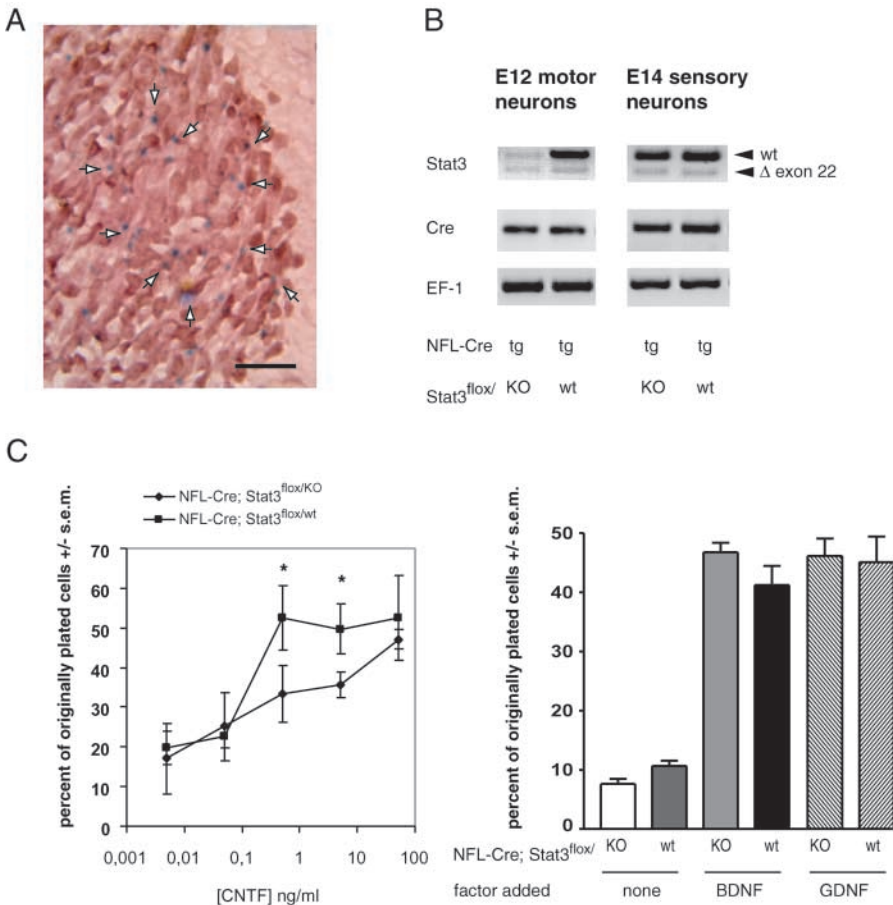 A
B
E12 motor neurons
E14 sensory neurons
Stat3
wt
Δ exon 22
Cre
EF-1
NFL-Cre tg tg tg tg
Stat3flox/ KO wt KO wt
C
NFL-Cre; Stat3flox/KO
NFL-Cre; Stat3flox/wt
percent of originally plated cells +/- s.e.m.
70
60
50
40
30
20
10
0
* *
0,001 0,01 0,1 1 10 100
[CNTF] ng/ml
percent of originally plated cells +/- s.e.m.
50
40
30
20
10
0
NFL-Cre; Stat3flox/ KO wt KO wt KO wt
factor added none BDNF GDNF